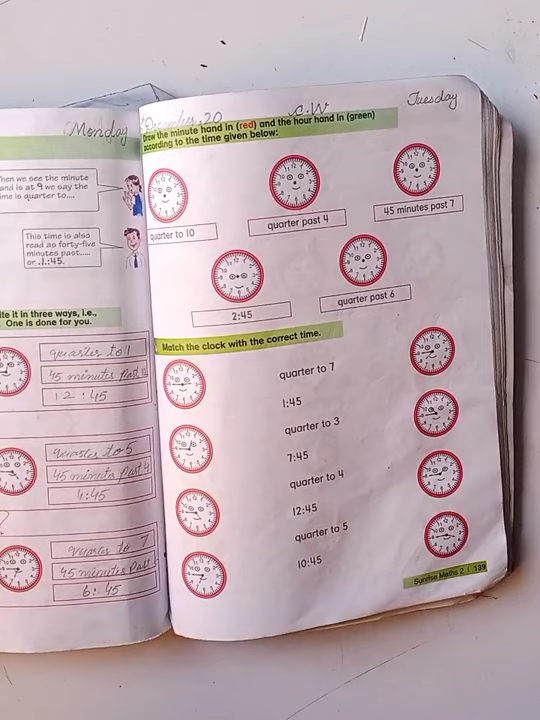 Monday
When we see the minute
hand is at 9 we say the
time is quarter to....
This time is also
read as forty-five
minutes past.....
or .1.:45.
ite it in three ways, i.e.,
One is done for you.
quarter to 1
45 minutes Past 12
12:45
quarter to 5
45 minute Past 4
4:45
quarter to 7
45 minutes Past
6:45
December, 20
C.W
Tuesday
Draw the minute hand in (red) and the hour hand in (green)
according to the time given below:
quarter to 10
quarter past 4
45 minutes past 7
2:45
quarter past 6
Match the clock with the correct time.
quarter to 7
1:45
quarter to 3
7:45
quarter to 4
12:45
quarter to 5
10:45
Sunrise Maths 2 | 139